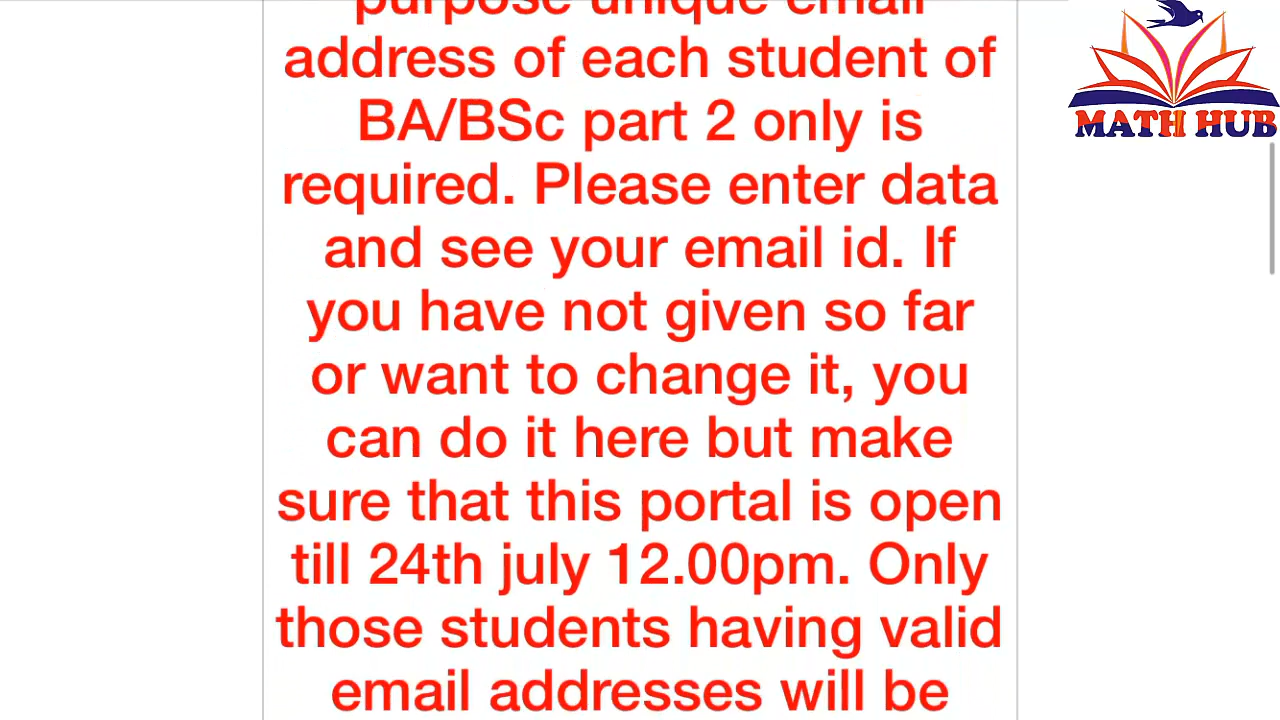 purpose unique email
address of each student of
BA/BSc part 2 only is
required. Please enter data
and see your email id. If
you have not given so far
or want to change it, you
can do it here but make
sure that this portal is open
till 24th july 12.00pm. Only
those students having valid
email addresses will be
MATH HUB